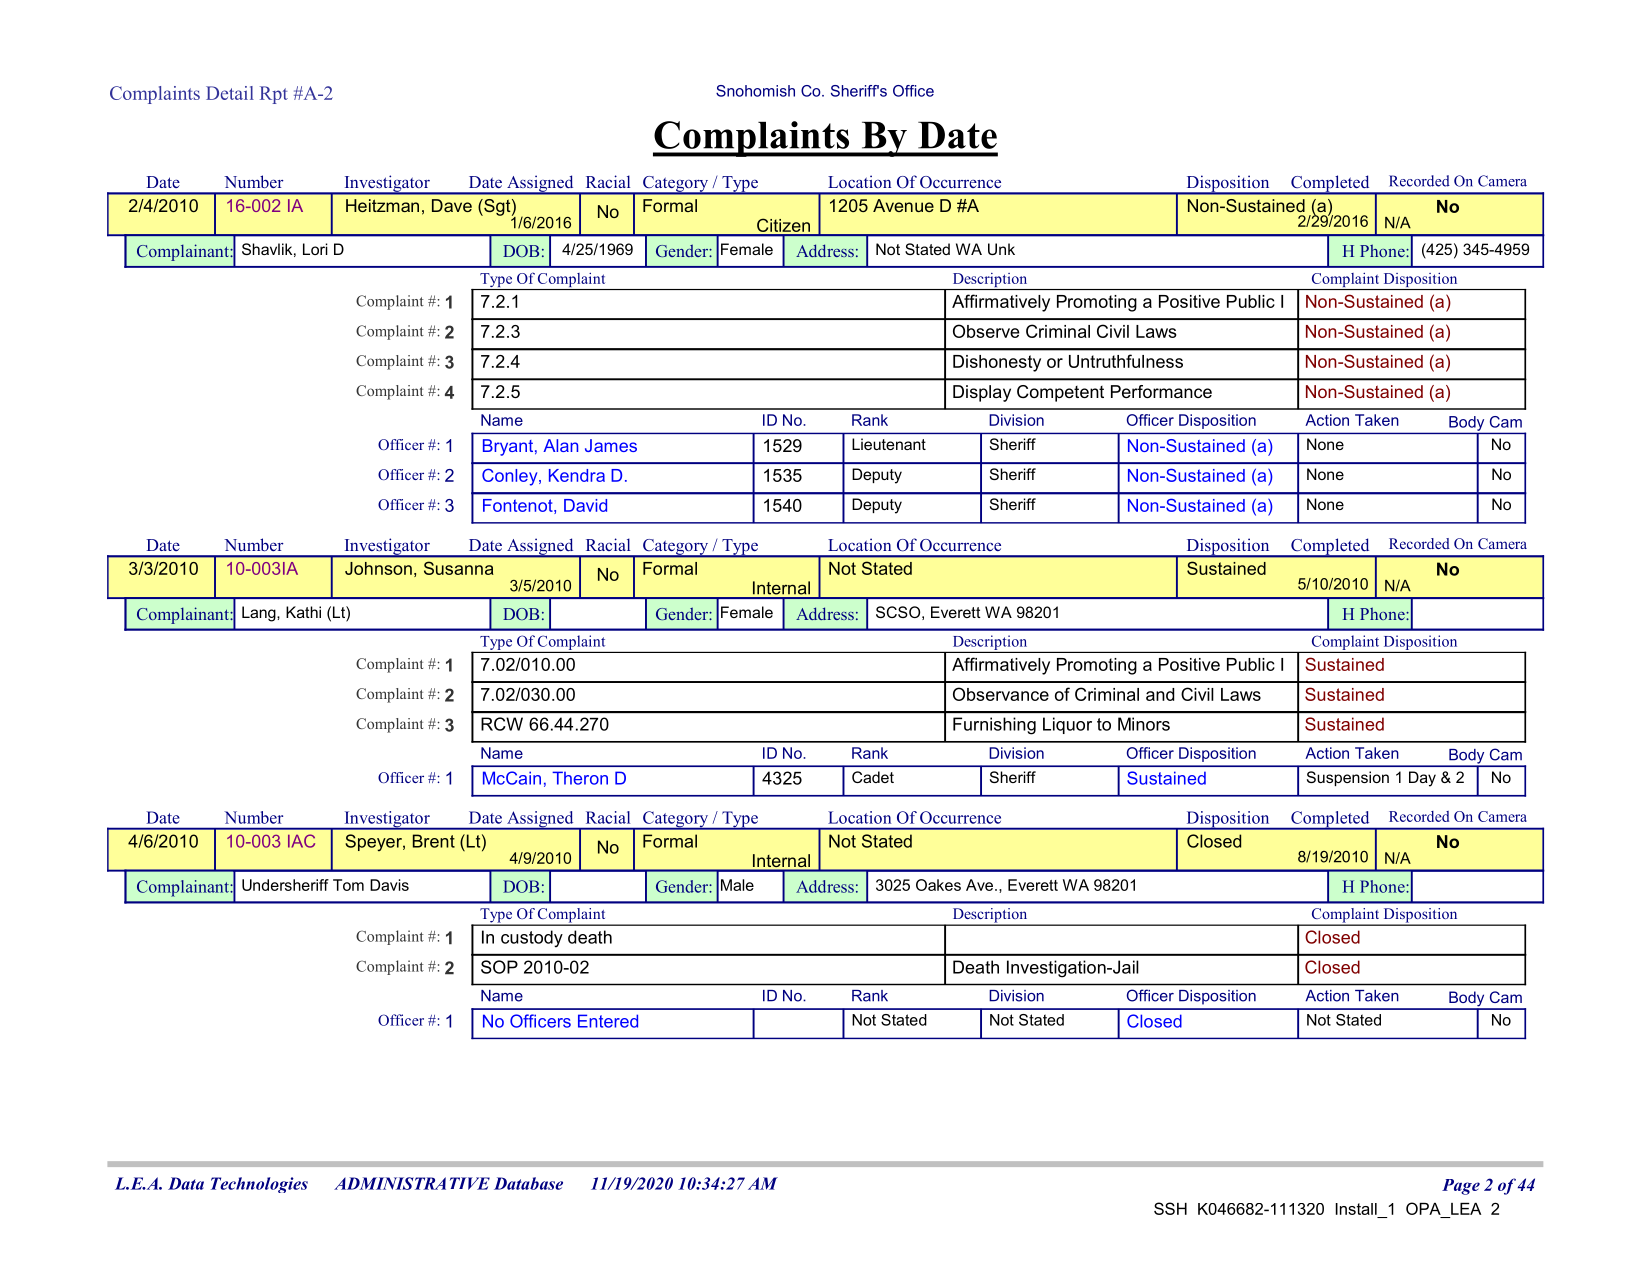 Complaints Detail Rpt #A-2
Snohomish Co. Sheriff's Office
Complaints By Date
Date Number Investigator Date Assigned Racial Category / Type Location Of Occurrence Disposition Completed Recorded On Camera
2/4/2010 16-002 IA Heitzman, Dave (Sgt) 1/6/2016 No Formal Citizen 1205 Avenue D #A Non-Sustained (a) 2/29/2016 No N/A
Complainant: Shavlik, Lori D DOB: 4/25/1969 Gender: Female Address: Not Stated WA Unk H Phone: (425) 345-4959
Type Of Complaint Description Complaint Disposition
Complaint #: 1 7.2.1 Affirmatively Promoting a Positive Public I Non-Sustained (a)
Complaint #: 2 7.2.3 Observe Criminal Civil Laws Non-Sustained (a)
Complaint #: 3 7.2.4 Dishonesty or Untruthfulness Non-Sustained (a)
Complaint #: 4 7.2.5 Display Competent Performance Non-Sustained (a)
Name ID No. Rank Division Officer Disposition Action Taken Body Cam
Officer #: 1 Bryant, Alan James 1529 Lieutenant Sheriff Non-Sustained (a) None No
Officer #: 2 Conley, Kendra D. 1535 Deputy Sheriff Non-Sustained (a) None No
Officer #: 3 Fontenot, David 1540 Deputy Sheriff Non-Sustained (a) None No
Date Number Investigator Date Assigned Racial Category / Type Location Of Occurrence Disposition Completed Recorded On Camera
3/3/2010 10-003IA Johnson, Susanna 3/5/2010 No Formal Internal Not Stated Sustained 5/10/2010 No N/A
Complainant: Lang, Kathi (Lt) DOB: Gender: Female Address: SCSO, Everett WA 98201 H Phone:
Type Of Complaint Description Complaint Disposition
Complaint #: 1 7.02/010.00 Affirmatively Promoting a Positive Public I Sustained
Complaint #: 2 7.02/030.00 Observance of Criminal and Civil Laws Sustained
Complaint #: 3 RCW 66.44.270 Furnishing Liquor to Minors Sustained
Name ID No. Rank Division Officer Disposition Action Taken Body Cam
Officer #: 1 McCain, Theron D 4325 Cadet Sheriff Sustained Suspension 1 Day & 2 No
Date Number Investigator Date Assigned Racial Category / Type Location Of Occurrence Disposition Completed Recorded On Camera
4/6/2010 10-003 IAC Speyer, Brent (Lt) 4/9/2010 No Formal Internal Not Stated Closed 8/19/2010 No N/A
Complainant: Undersheriff Tom Davis DOB: Gender: Male Address: 3025 Oakes Ave., Everett WA 98201 H Phone:
Type Of Complaint Description Complaint Disposition
Complaint #: 1 In custody death Closed
Complaint #: 2 SOP 2010-02 Death Investigation-Jail Closed
Name ID No. Rank Division Officer Disposition Action Taken Body Cam
Officer #: 1 No Officers Entered Not Stated Not Stated Closed Not Stated No
L.E.A. Data Technologies ADMINISTRATIVE Database 11/19/2020 10:34:27 AM Page 2 of 44
SSH K046682-111320 Install_1 OPA_LEA 2